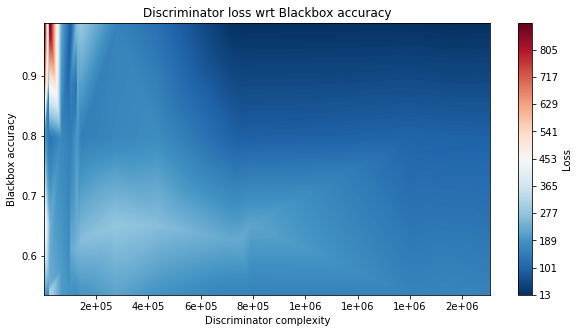 Discriminator loss wrt Blackbox accuracy
Blackbox accuracy
0.9
0.8
0.7
0.6
2e+05
4e+05
6e+05
8e+05
1e+06
1e+06
1e+06
2e+06
Discriminator complexity
805
717
629
541
453
365
277
189
101
13
Loss